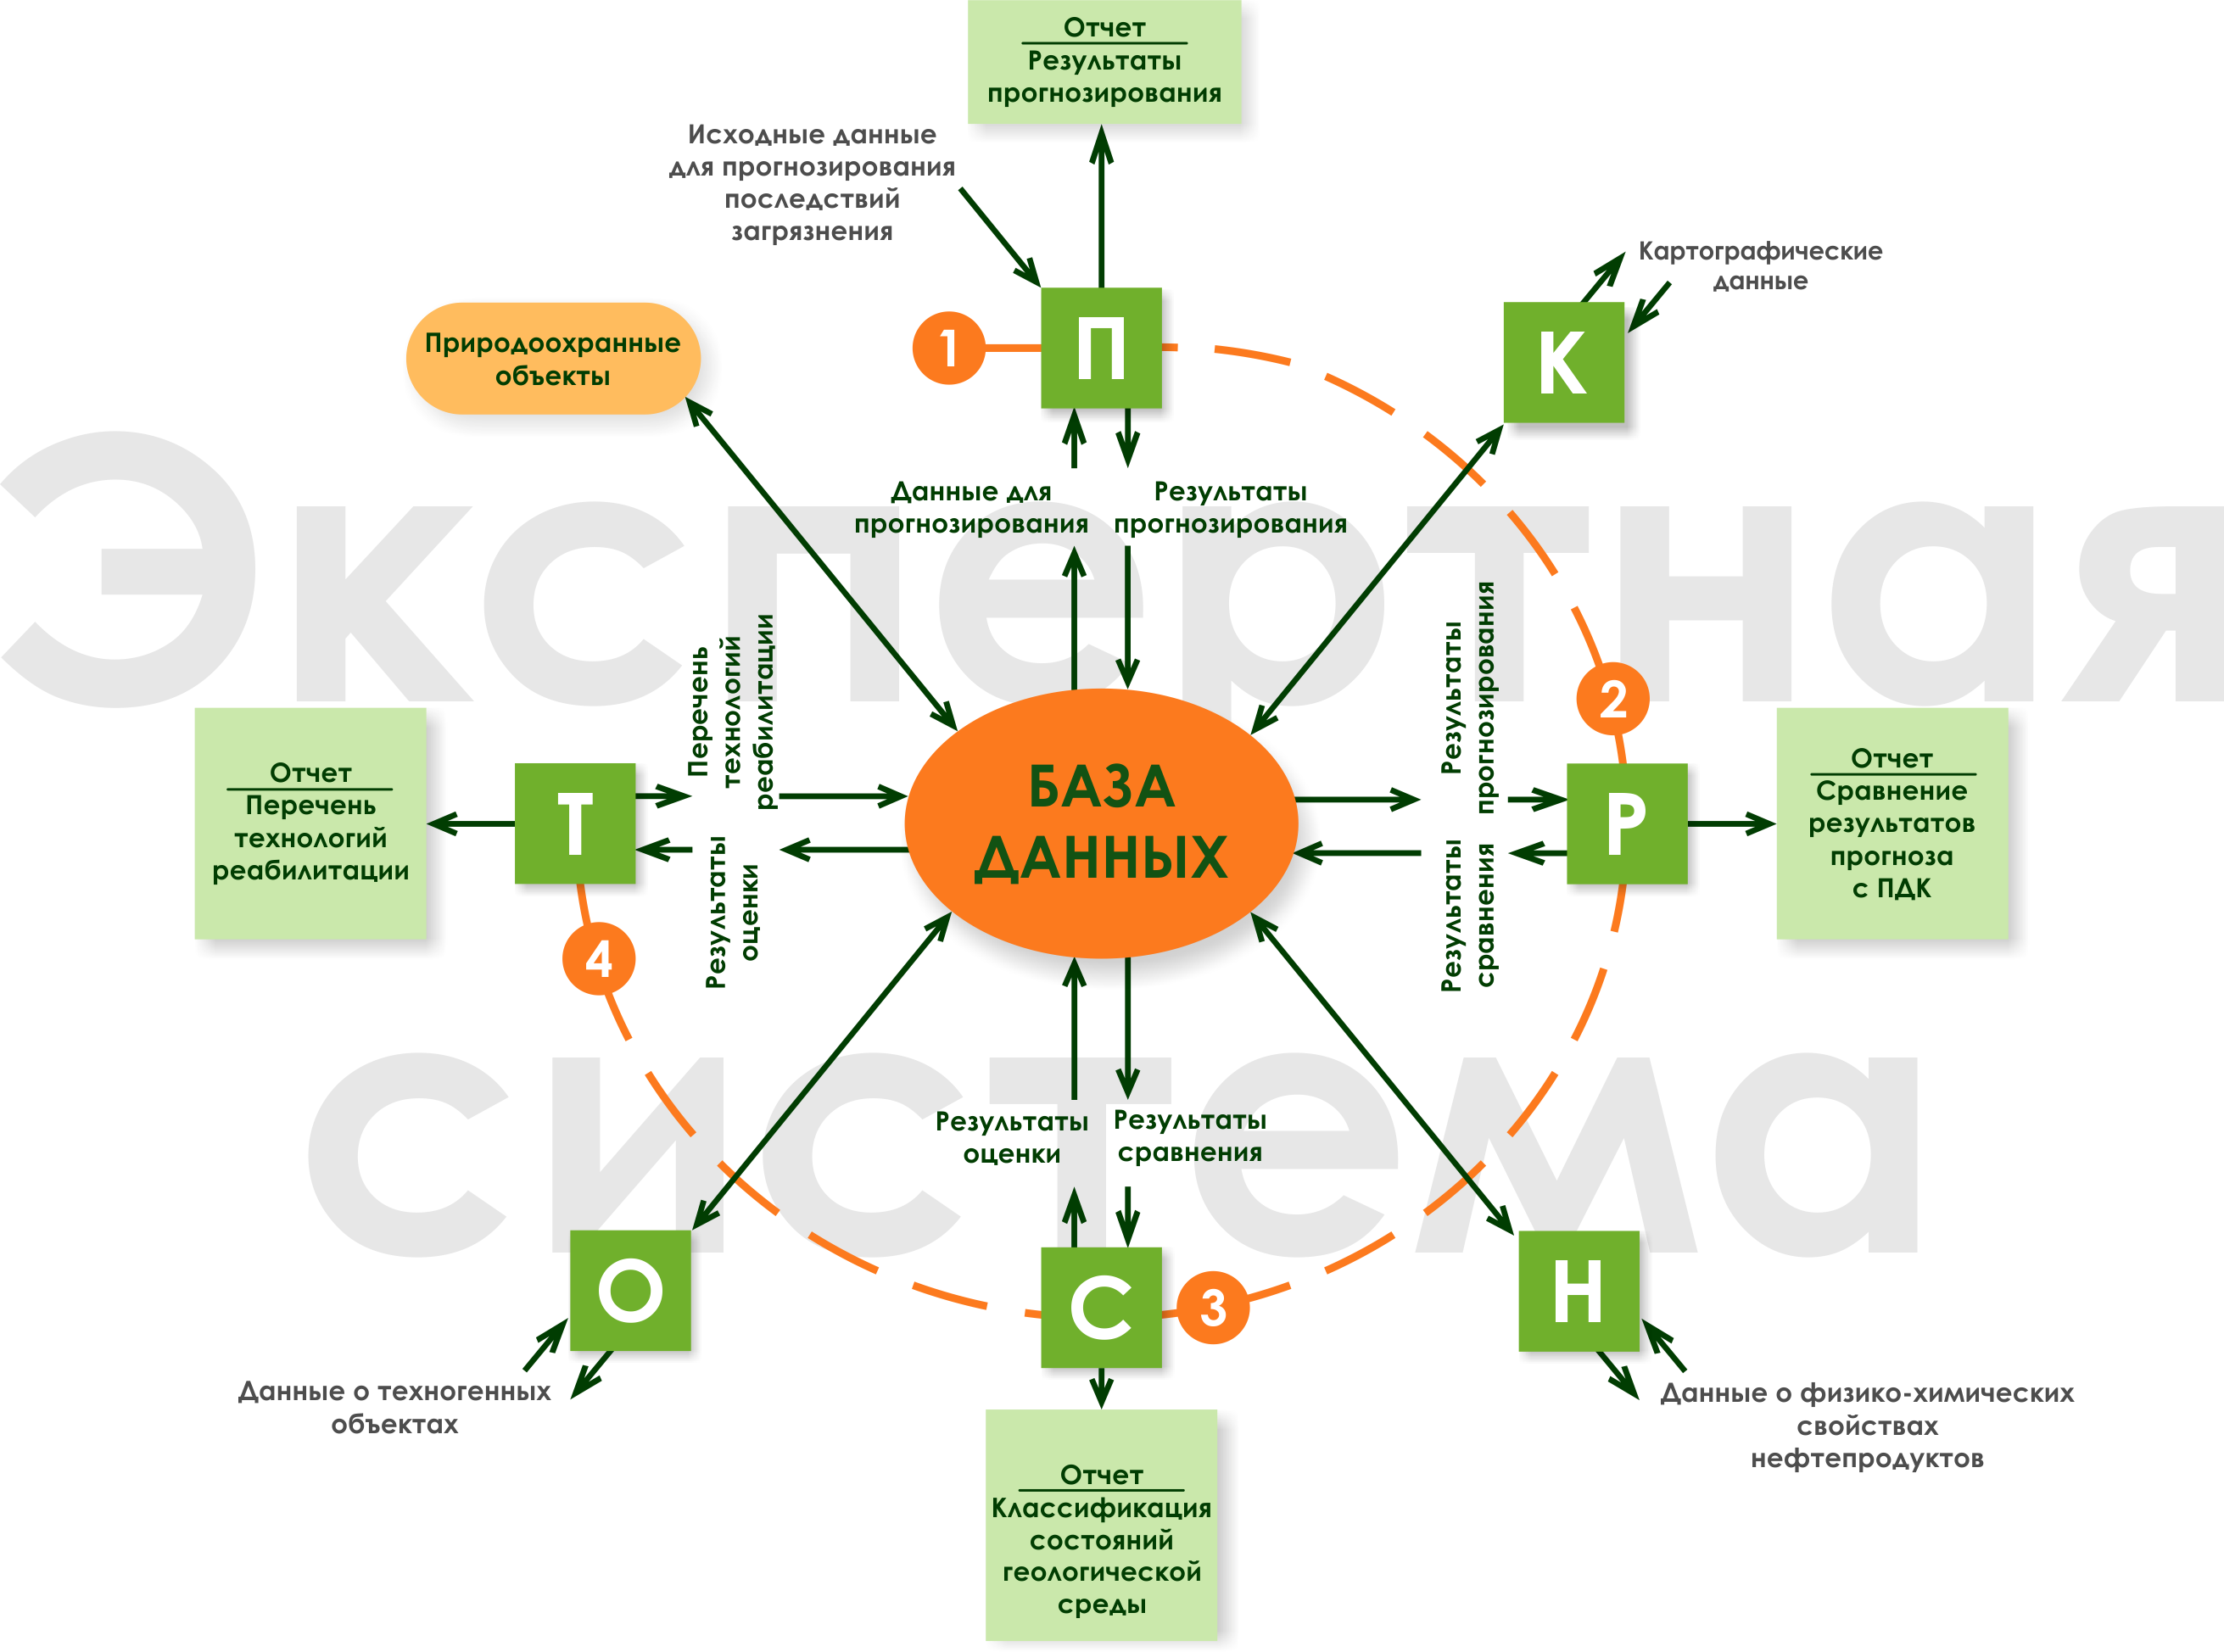 Экспертная
система
Отчет
Результаты
прогнозирования
Исходные данные
для прогнозирования
последствий
загрязнения
Картографические
данные
Природоохранные
объекты
1
П
К
Данные для
прогнозирования
Результаты
прогнозирования
Перечень
технологий
реабилитации
Результаты
прогнозирования
2
Отчет
Перечень
технологий
реабилитации
Т
БАЗА
ДАННЫХ
Р
Отчет
Сравнение
результатов
прогноза
с ПДК
Результаты
оценки
Результаты
сравнения
4
Результаты
оценки
Результаты
сравнения
О
С
3
Н
Данные о техногенных
объектах
Данные о физико-химических
свойствах
нефтепродуктов
Отчет
Классификация
состояний
геологической
среды